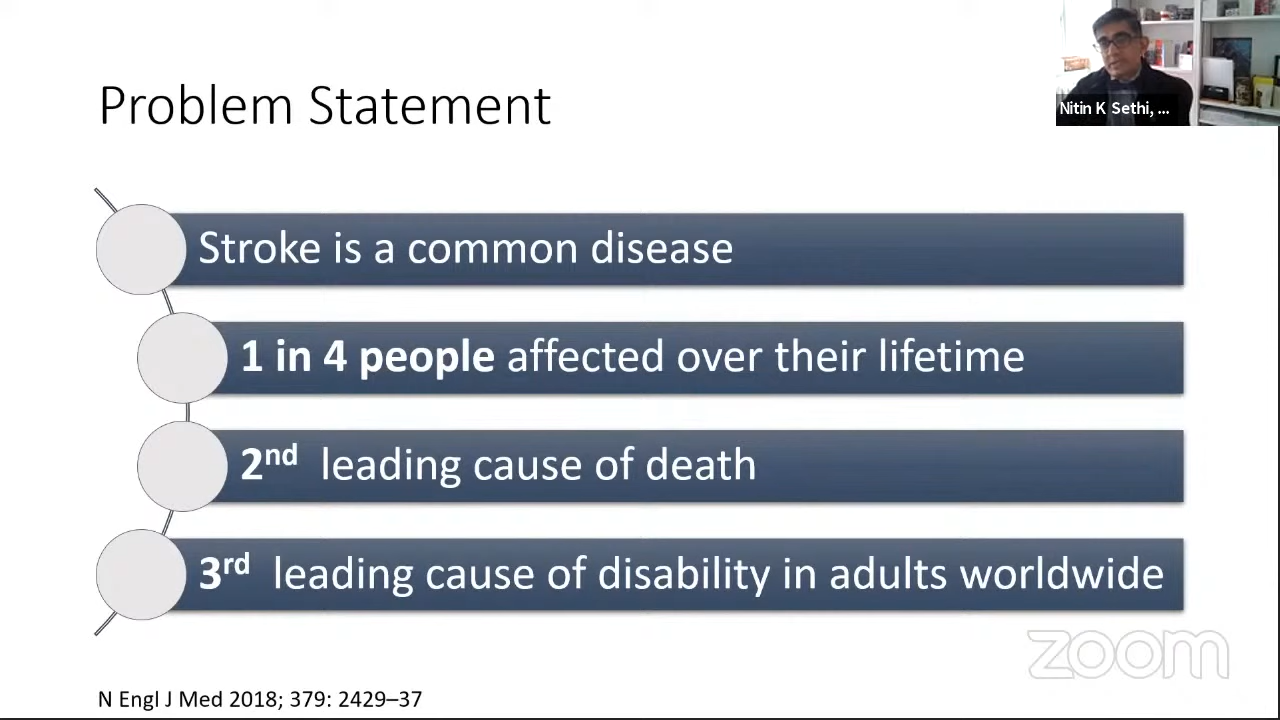 Problem Statement
Nitin K Sethi, ...
Stroke is a common disease
1 in 4 people affected over their lifetime
2nd leading cause of death
3rd leading cause of disability in adults worldwide
zoom
N Engl J Med 2018; 379: 2429–37